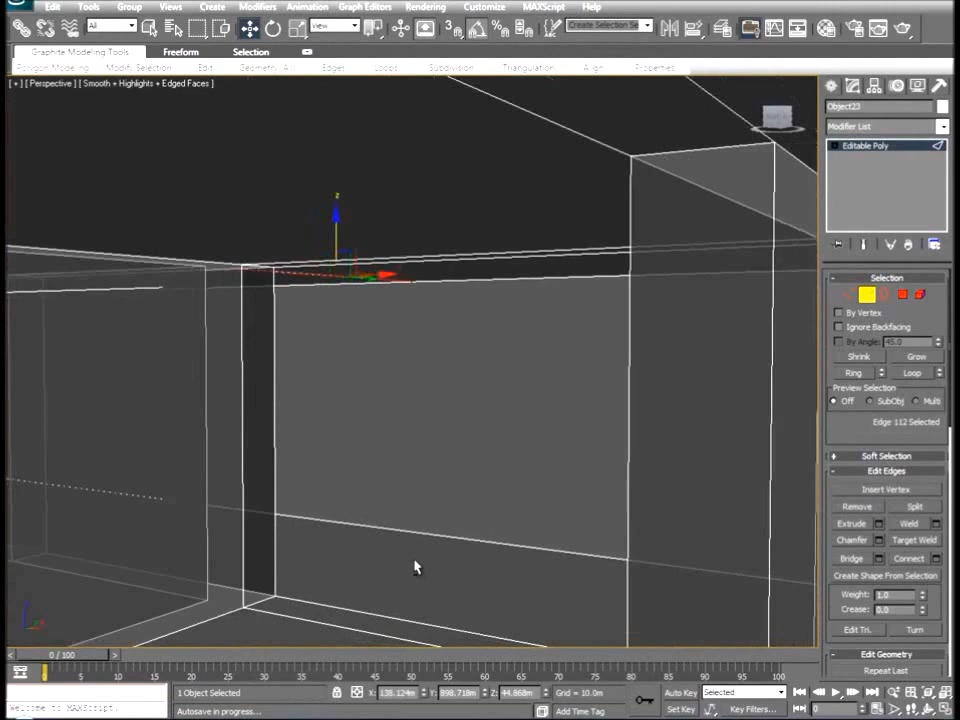 Edit Tools Group Views Create Modifiers Animation Graph Editors Rendering Customize MAXScript Help
All View 3 Create Selection Se
Graphite Modeling Tools Freeform Selection
Polygon Modeling Modify Selection Edit Geometry (All) Edges Loops Subdivision Triangulation Align Properties
[ + ] [ Perspective ] [ Smooth + Highlights + Edged Faces ]
Object23
Modifier List
Editable Poly
z
- Selection
By Vertex
Ignore Backfacing
By Angle: 45.0
Shrink Grow
Ring Loop
Preview Selection
Off SubObj Multi
Edge 112 Selected
+ Soft Selection
- Edit Edges
Insert Vertex
Remove Split
Extrude Weld
Chamfer Target Weld
Bridge Connect
Create Shape From Selection
Weight: 1.0
Crease: 0.0
Edit Tri. Turn
- Edit Geometry
Repeat Last
< 0 / 100 >
0 5 10 15 20 25 30 35 40 45 50 55 60 65 70 75 80 85 90 95 100
1 Object Selected X: 138.124m Y: 898.718m Z: 44.868m Grid = 10.0m Auto Key Selected
Welcome to MAXScript. Autosave in progress... Add Time Tag Set Key Key Filters... 0